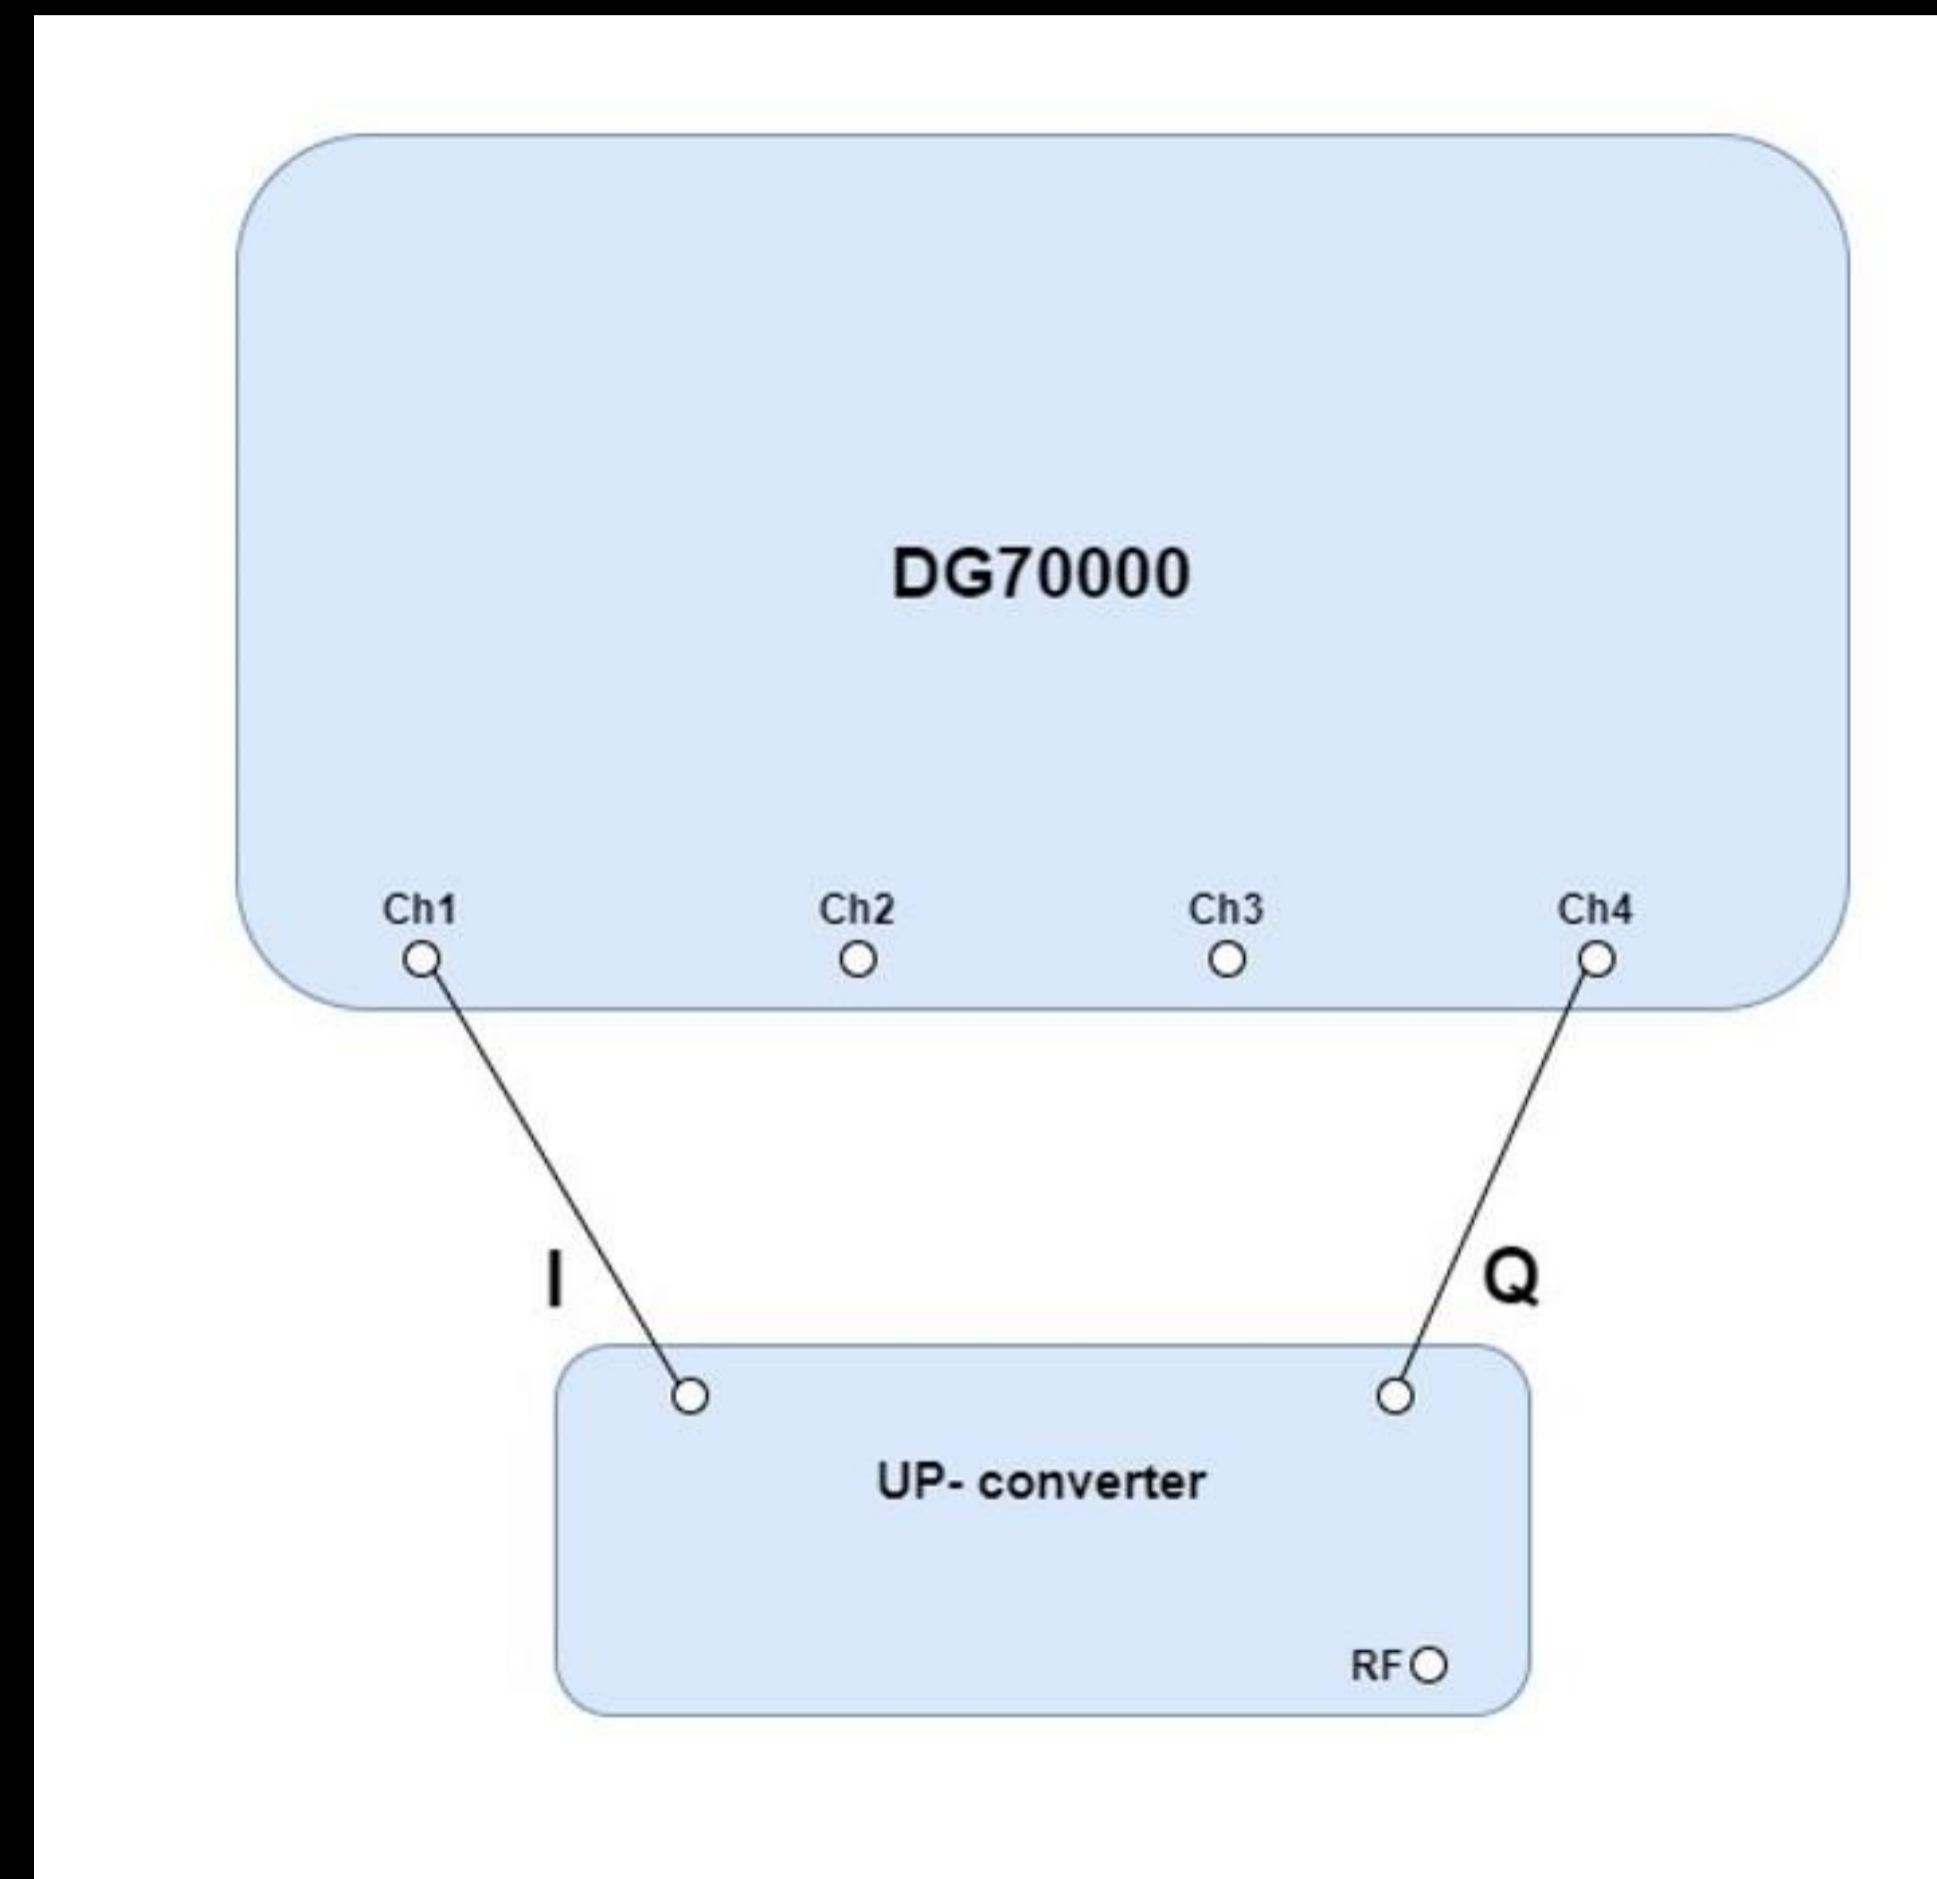 DG70000
Ch1 Ch2 Ch3 Ch4
I Q
UP- converter
RF